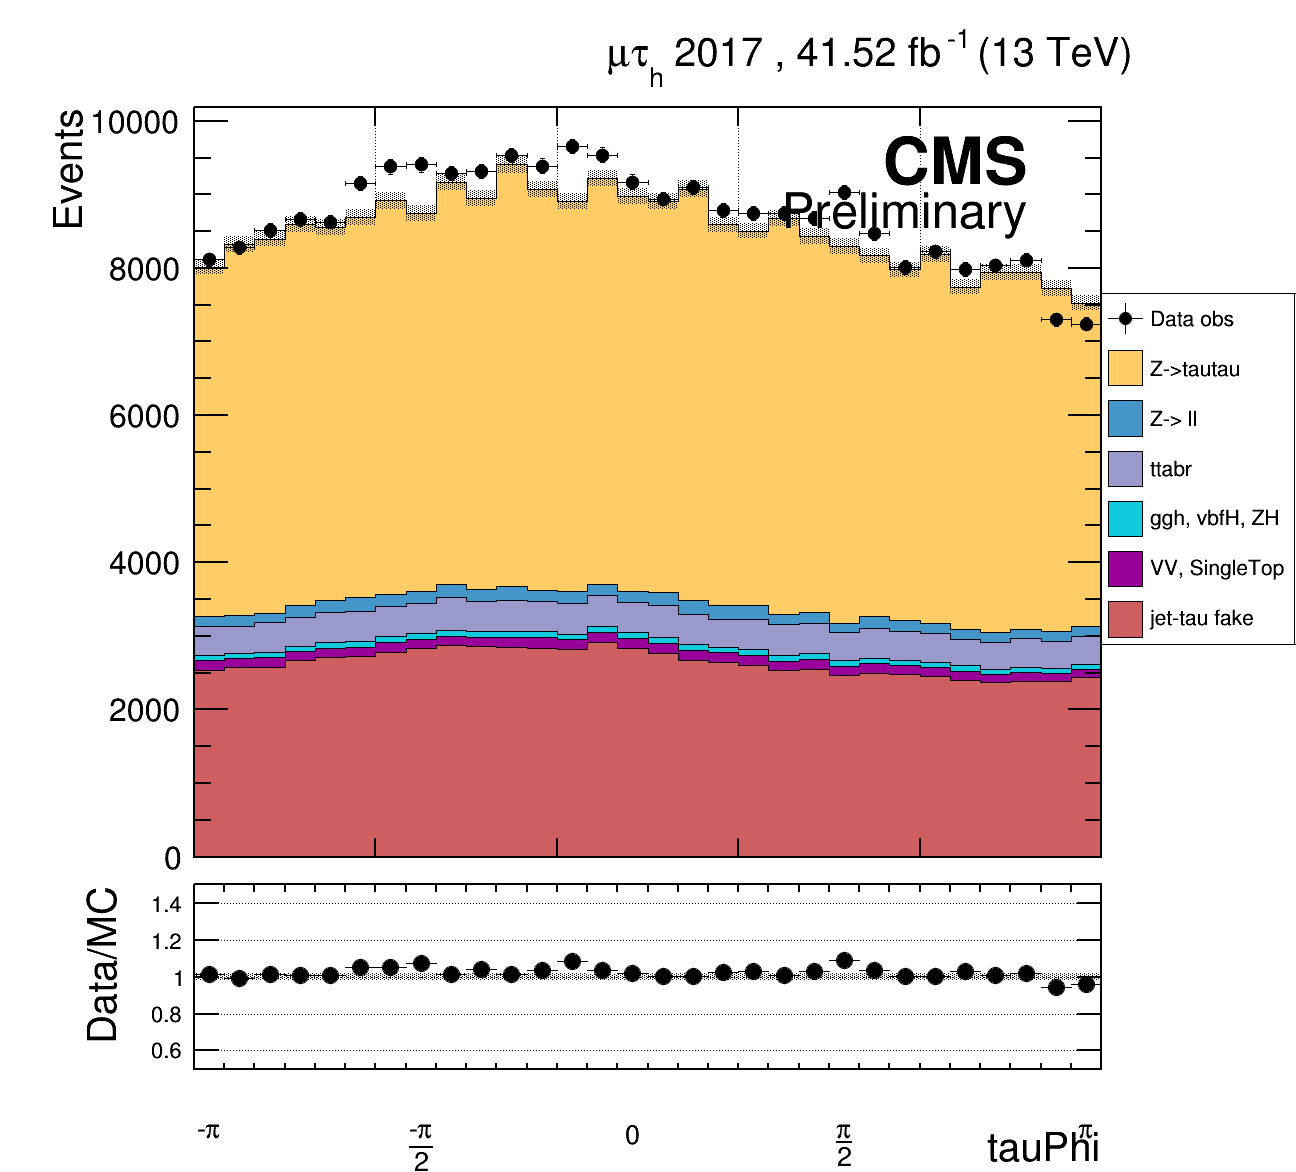 μτh 2017 , 41.52 fb-1 (13 TeV)
Events
10000
8000
6000
4000
2000
0
CMS
Preliminary
Data obs
Z->tautau
Z-> ll
ttabr
ggh, vbfH, ZH
VV, SingleTop
jet-tau fake
Data/MC
1.4
1.2
1
0.8
0.6
-π
-π/2
0
π/2
π
tauPhi